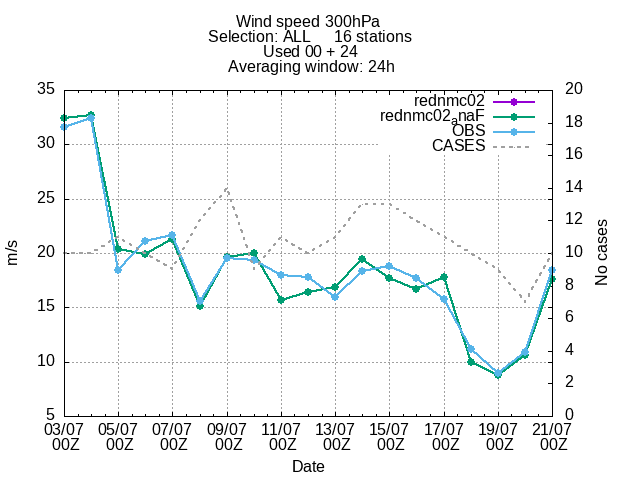 Wind speed 300hPa
Selection: ALL 16 stations
Used 00 + 24
Averaging window: 24h
rednmc02
rednmc02anaF
OBS
CASES
35
30
25
20
15
10
5
m/s
20
18
16
14
12
10
8
6
4
2
0
No cases
03/07 05/07 07/07 09/07 11/07 13/07 15/07 17/07 19/07 21/07
00Z 00Z 00Z 00Z 00Z 00Z 00Z 00Z 00Z 00Z
Date